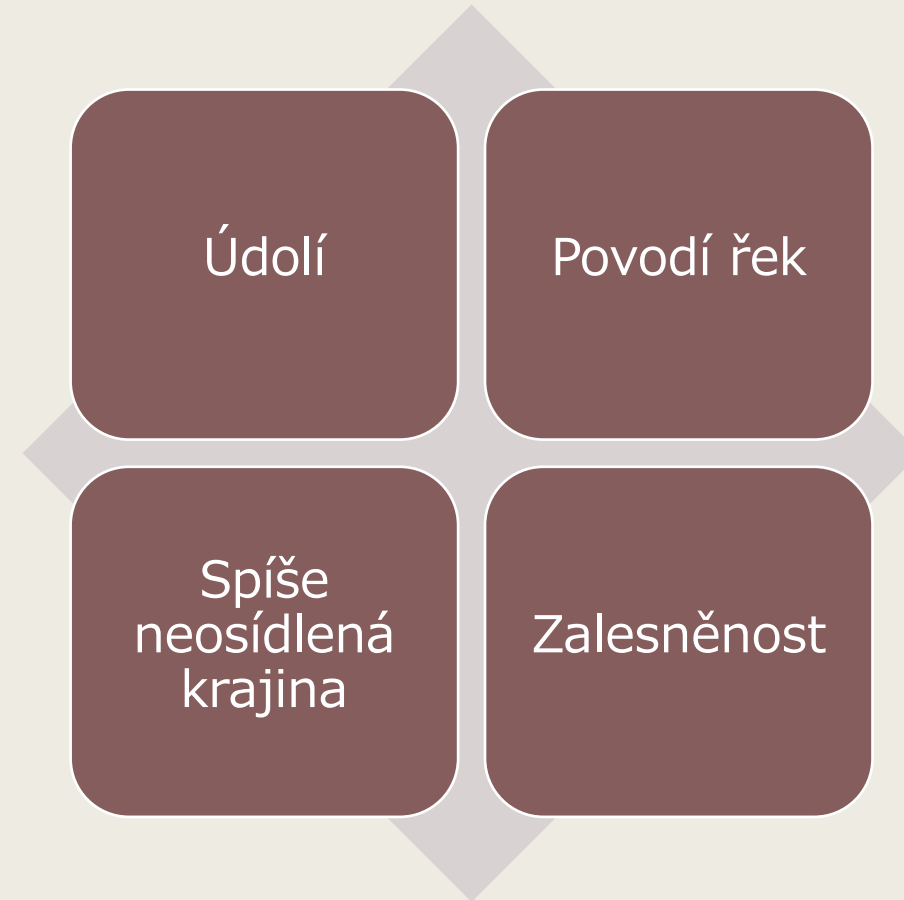 Údolí
Povodí řek
Spíše
neosídlená
krajina
Zalesněnost